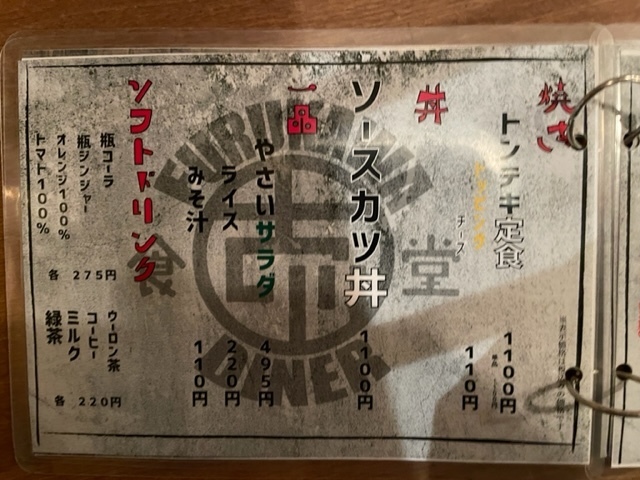 焼き
トンテキ定食 1100円
チーズ 110円
丼
ソースカツ丼 1100円
一品
やさいサラダ 495円
ライス 220円
みそ汁 110円
ソフトドリンク
瓶コーラ
瓶ジンジャー
オレンジ100%
トマト100%
各 275円
ウーロン茶
コーヒー
ミルク
緑茶
各 220円
食 堂
DINER